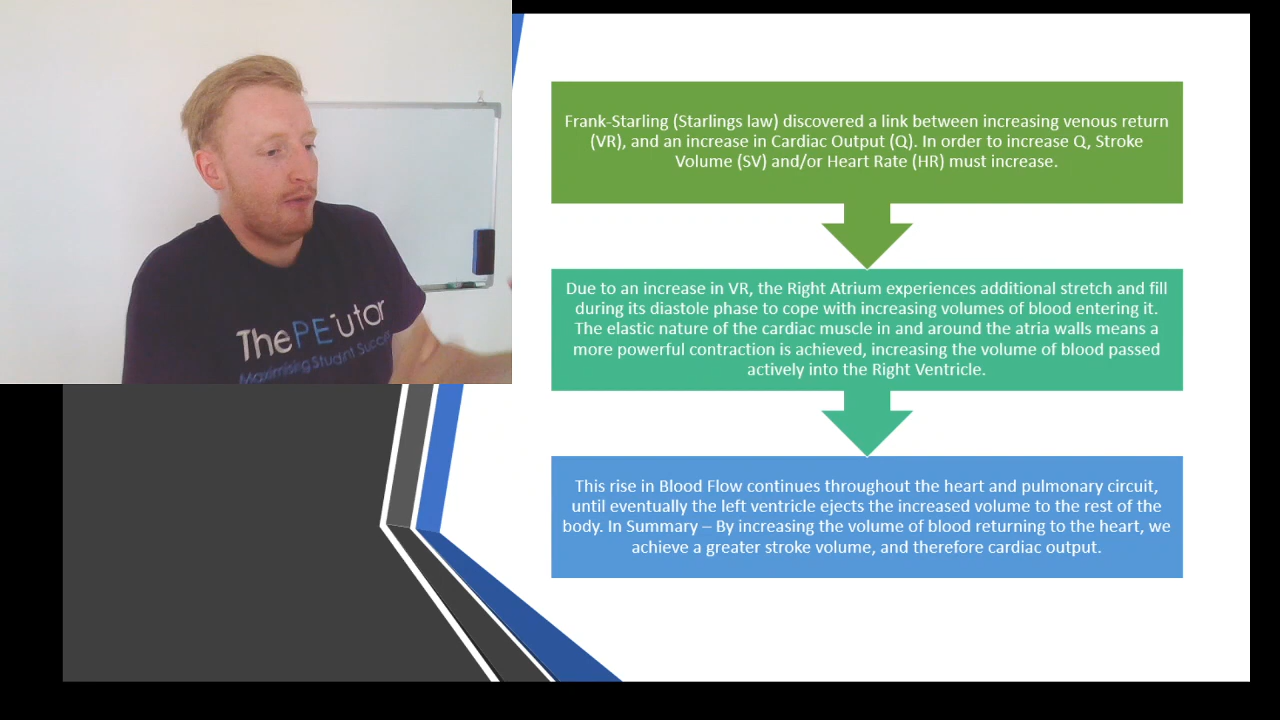 ThePETutor
Maximising Student Success
Frank-Starling (Starlings law) discovered a link between increasing venous return
(VR), and an increase in Cardiac Output (Q). In order to increase Q, Stroke
Volume (SV) and/or Heart Rate (HR) must increase.
Due to an increase in VR, the Right Atrium experiences additional stretch and fill
during its diastole phase to cope with increasing volumes of blood entering it.
The elastic nature of the cardiac muscle in and around the atria walls means a
more powerful contraction is achieved, increasing the volume of blood passed
actively into the Right Ventricle.
This rise in Blood Flow continues throughout the heart and pulmonary circuit,
until eventually the left ventricle ejects the increased volume to the rest of the
body. In Summary – By increasing the volume of blood returning to the heart, we
achieve a greater stroke volume, and therefore cardiac output.